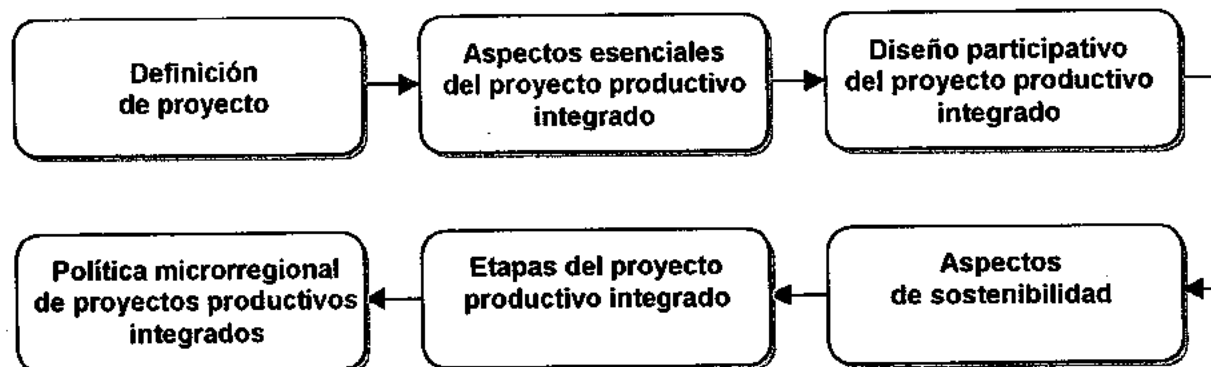 Definición
de proyecto
Aspectos esenciales
del proyecto productivo
integrado
Diseño participativo
del proyecto productivo
integrado
Aspectos
de sostenibilidad
Etapas del proyecto
productivo integrado
Política microrregional
de proyectos productivos
integrados